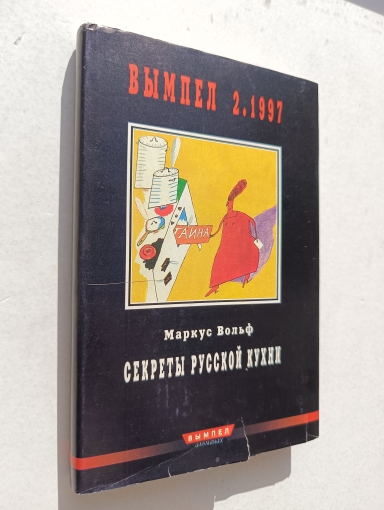 ВЫМПЕЛ 2.1997
ТАЙНА
Маркус Вольф
СЕКРЕТЫ РУССКОЙ КУХНИ
ВЫМПЕЛ